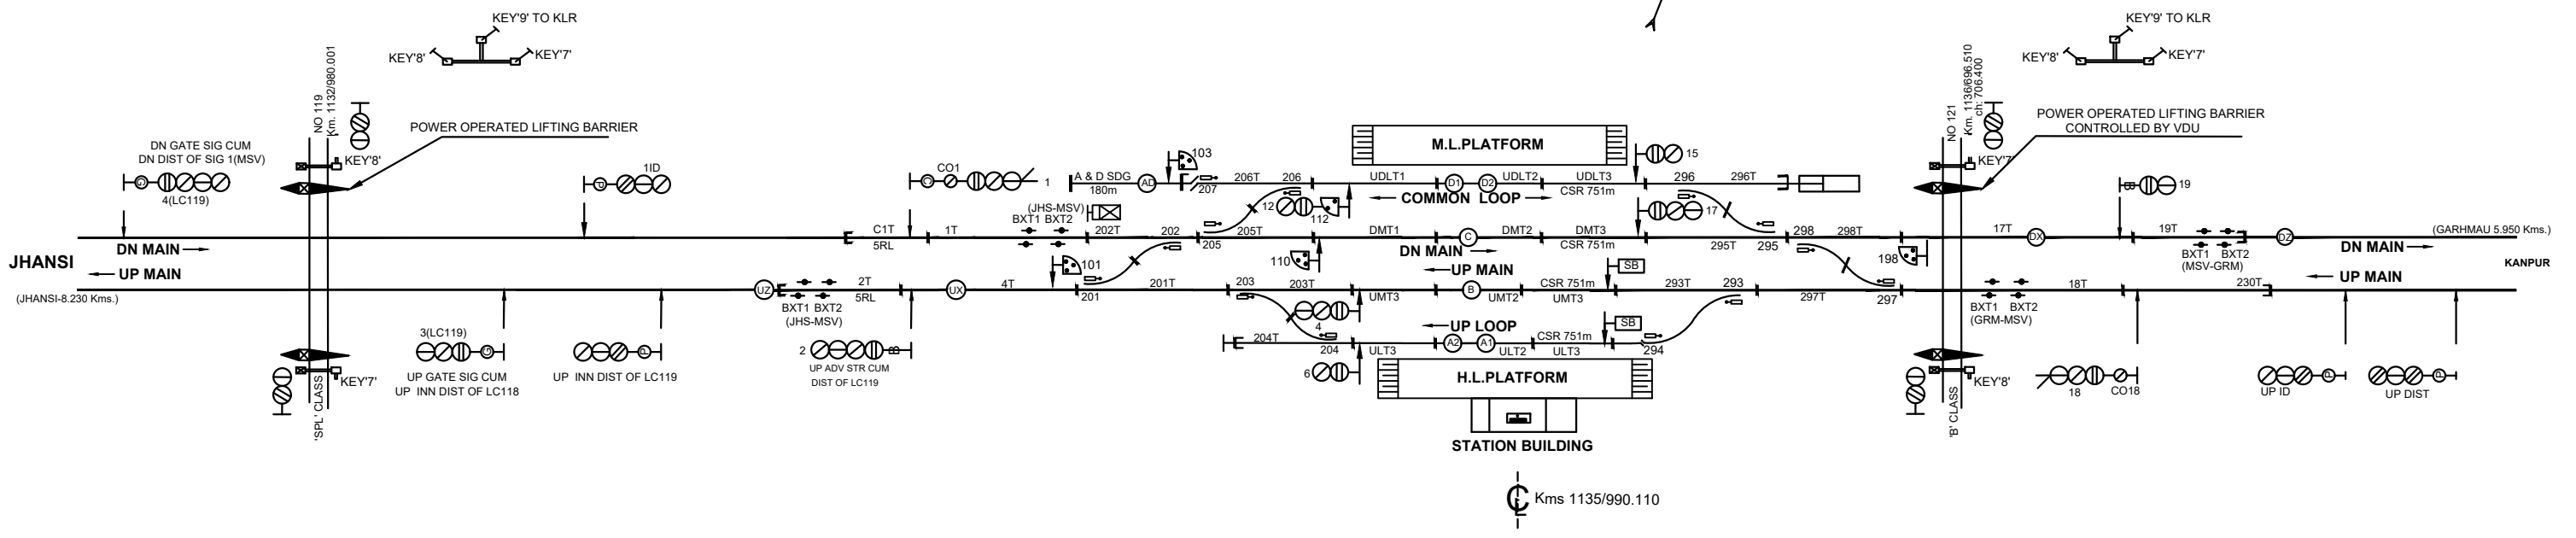 KEY'9' TO KLR
KEY'8'
KEY'7'
KEY'9' TO KLR
KEY'8'
KEY'7'
NO 119
Km. 1132/980.001
POWER OPERATED LIFTING BARRIER
NO 121
Km. 1136/696.510
ch: 706.400
POWER OPERATED LIFTING BARRIER
CONTROLLED BY VDU
DN GATE SIG CUM
DN DIST OF SIG 1(MSV)
G
4(LC119)
KEY'8'
1ID
P
CO1
C
1
A & D SDG
180m
AD
103
207
206T
206
M.L.PLATFORM
UDLT1
D1
D2
UDLT2
UDLT3
CSR 751m
COMMON LOOP
15
296
296T
KEY'7'
B
19
(JHS-MSV)
BXT1 BXT2
12
112
17
C1T
5RL
1T
202T
202
205
205T
DMT1
C
DMT2
DMT3
CSR 751m
295T
295
298
298T
17T
DX
19T
DZ
(GARHMAU 5.950 Kms.)
DN MAIN
DN MAIN
BXT1 BXT2
(MSV-GRM)
DN MAIN
JHANSI
UP MAIN
101
110
UP MAIN
SB
198
UP MAIN
KANPUR
(JHANSI-8.230 Kms.)
UZ
2T
5RL
BXT1 BXT2
(JHS-MSV)
UX
4T
201
201T
203
203T
UMT3
B
UMT2
CSR 751m
UMT3
293T
293
297T
297
BXT1 BXT2
(GRM-MSV)
18T
230T
4
UP LOOP
SB
204T
204
ULT3
A2
A1
CSR 751m
ULT2
ULT3
294
3(LC119)
G
UP GATE SIG CUM
UP INN DIST OF LC118
P
UP INN DIST OF LC119
2
B
UP ADV STR CUM
DIST OF LC119
6
H.L.PLATFORM
KEY'7'
'SPL' CLASS
KEY'8'
'B' CLASS
18
CO18
P
UP ID
P
UP DIST
STATION BUILDING
CL Kms 1135/990.110